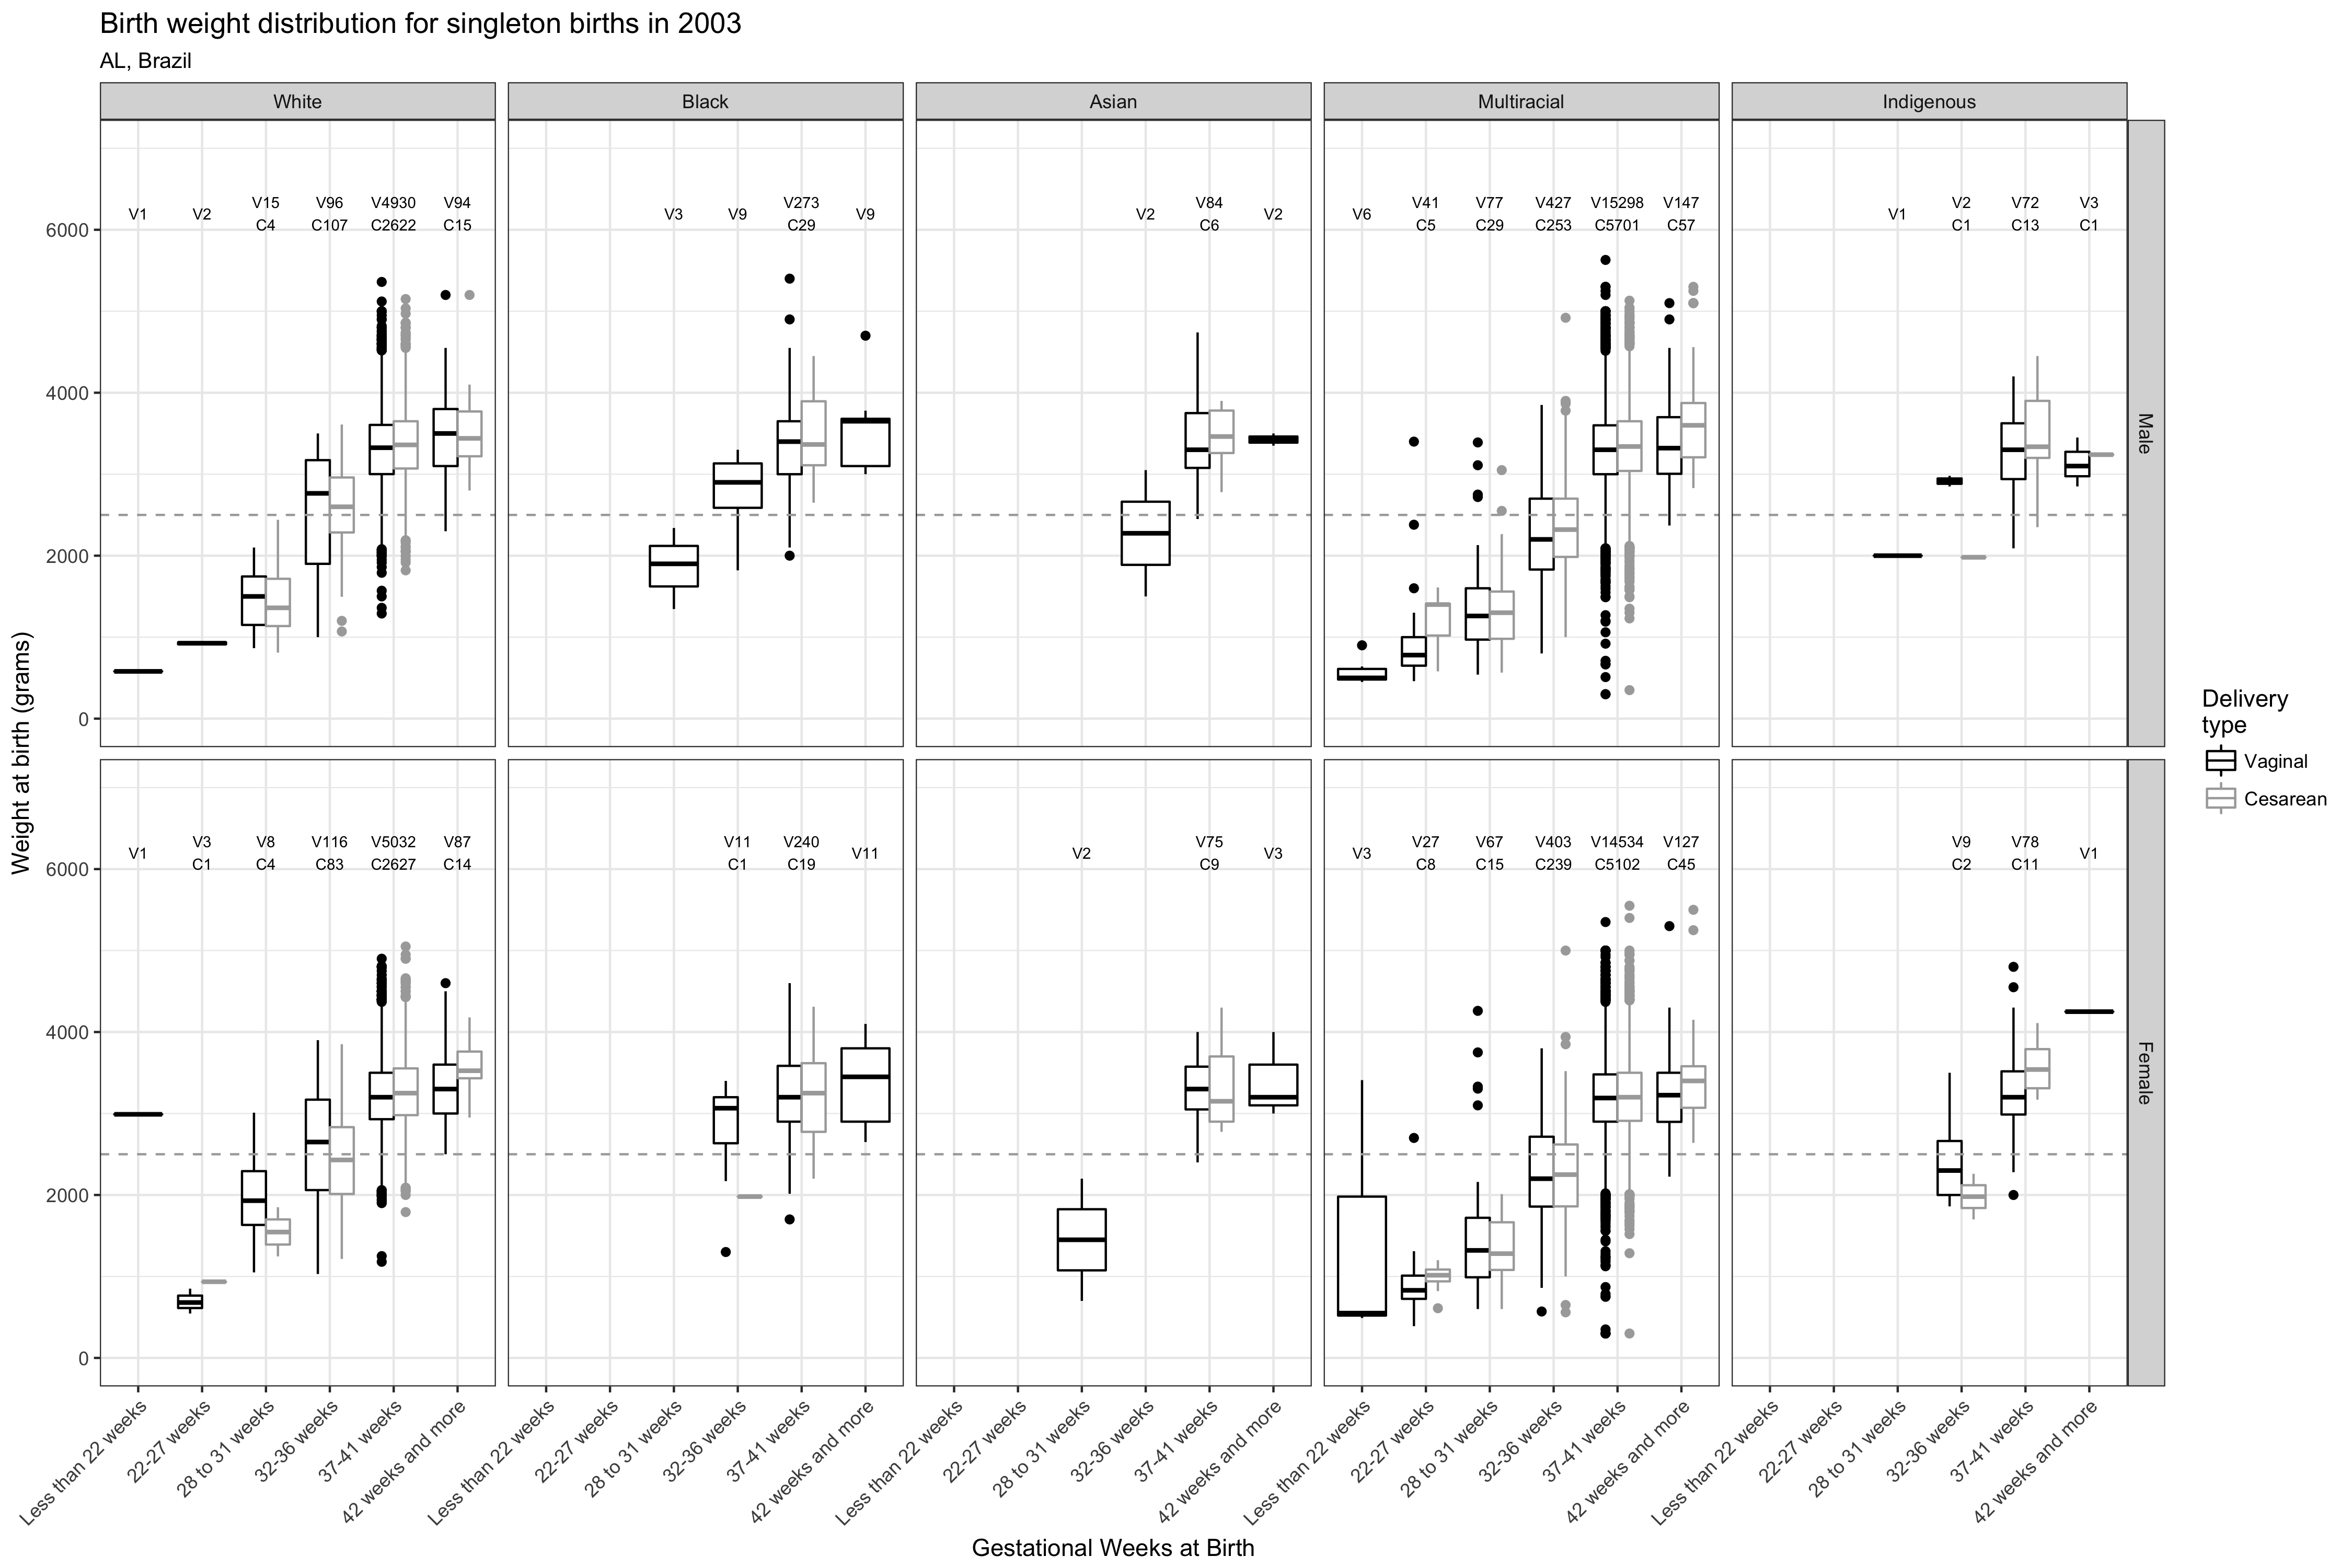 Birth weight distribution for singleton births in 2003
AL, Brazil
White
Black
Asian
Multiracial
Indigenous
V1
V2
V15
C4
V96
C107
V4930
C2622
V94
C15
V3
V9
V273
C29
V9
V2
V84
C6
V2
V6
V41
C5
V77
C29
V427
C253
V15298
C5701
V147
C57
V1
V2
C1
V72
C13
V3
C1
6000
4000
2000
0
Male
V1
V3
C1
V8
C4
V116
C83
V5032
C2627
V87
C14
V11
C1
V240
C19
V11
V2
V75
C9
V3
V3
V27
C8
V67
C15
V403
C239
V14534
C5102
V127
C45
V9
C2
V78
C11
V1
6000
4000
2000
0
Female
Weight at birth (grams)
Less than 22 weeks
22-27 weeks
28 to 31 weeks
32-36 weeks
37-41 weeks
42 weeks and more
Less than 22 weeks
22-27 weeks
28 to 31 weeks
32-36 weeks
37-41 weeks
42 weeks and more
Less than 22 weeks
22-27 weeks
28 to 31 weeks
32-36 weeks
37-41 weeks
42 weeks and more
Less than 22 weeks
22-27 weeks
28 to 31 weeks
32-36 weeks
37-41 weeks
42 weeks and more
Less than 22 weeks
22-27 weeks
28 to 31 weeks
32-36 weeks
37-41 weeks
42 weeks and more
Gestational Weeks at Birth
Delivery
type
Vaginal
Cesarean